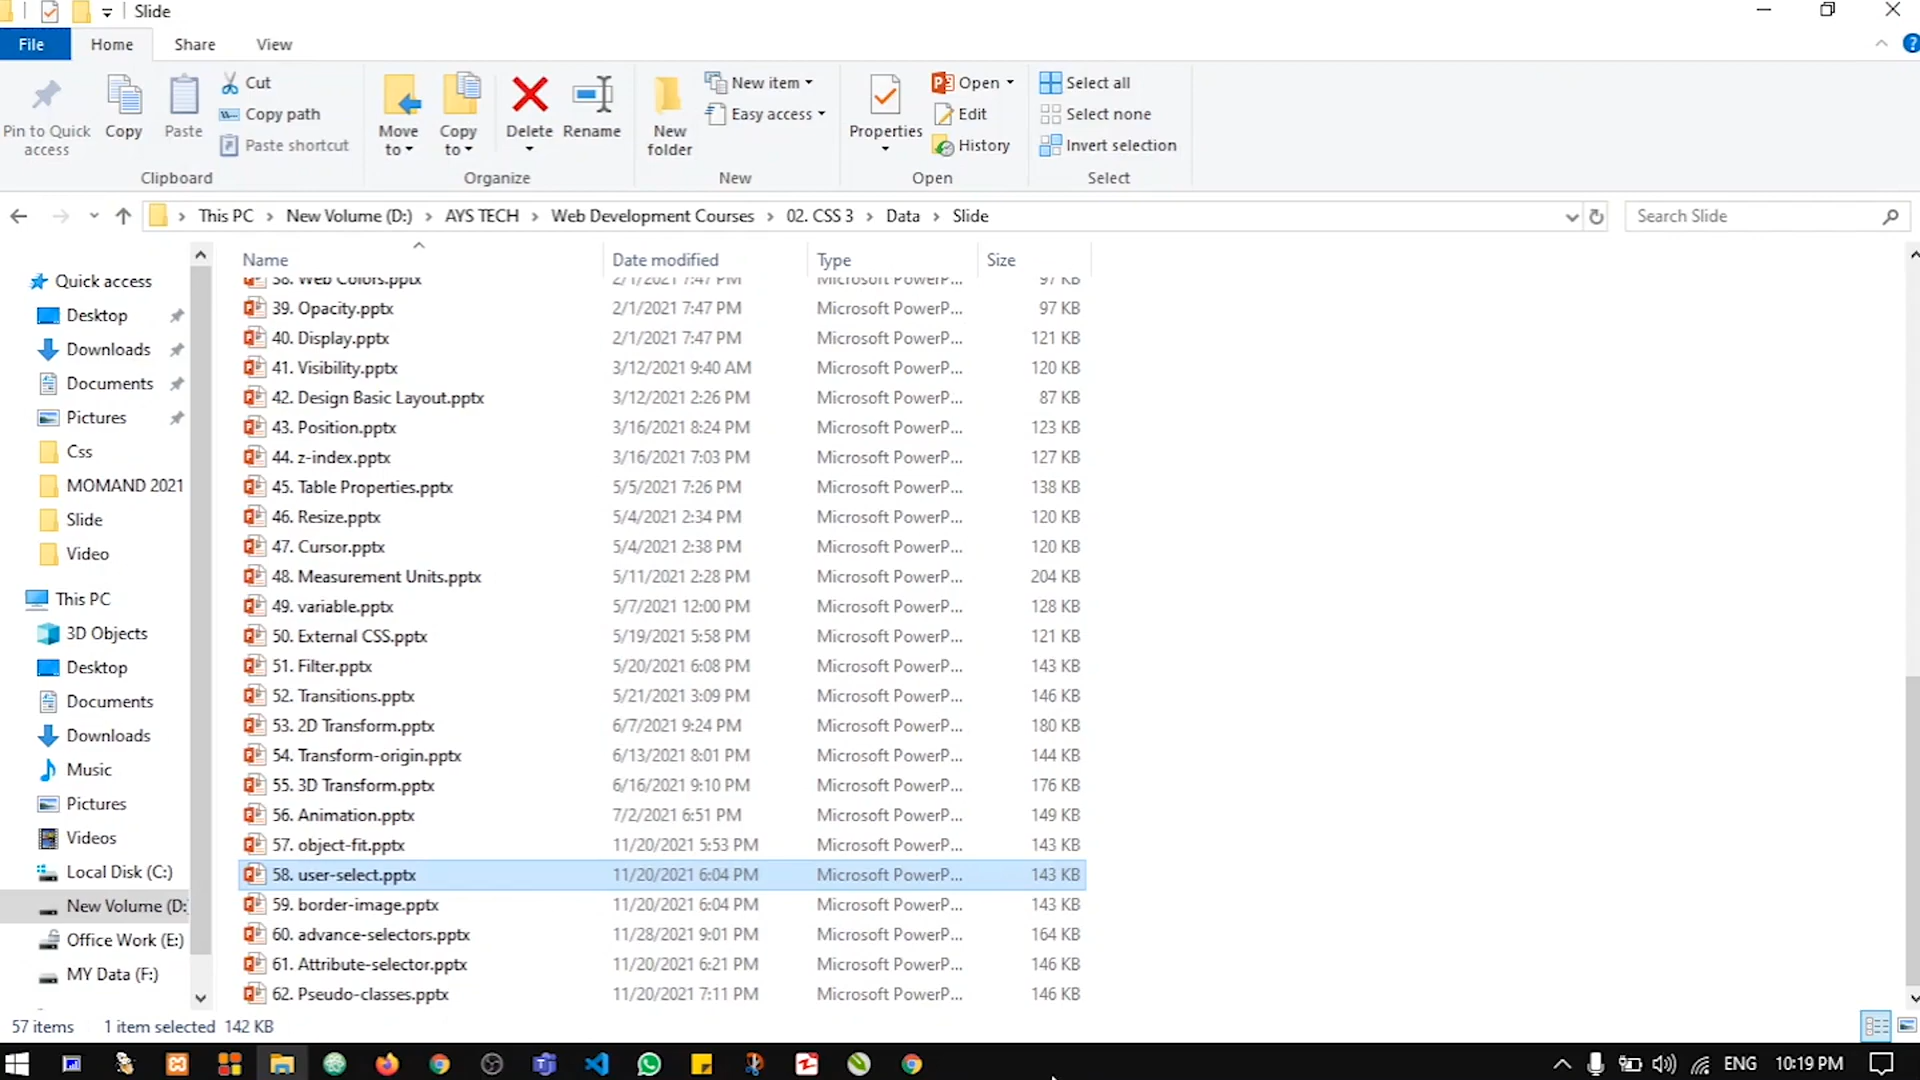 Slide
File Home Share View
Pin to Quick access
Copy
Paste
Cut
Copy path
Paste shortcut
Clipboard
Move to
Copy to
Delete
Rename
Organize
New folder
New item
Easy access
New
Properties
Open
Edit
History
Open
Select all
Select none
Invert selection
Select
This PC › New Volume (D:) › AYS TECH › Web Development Courses › 02. CSS 3 › Data › Slide
Search Slide
Quick access
Desktop
Downloads
Documents
Pictures
Css
MOMAND 2021
Slide
Video
This PC
3D Objects
Desktop
Documents
Downloads
Music
Pictures
Videos
Local Disk (C:)
New Volume (D:
Office Work (E:)
MY Data (F:)
Name Date modified Type Size
38. Web Colors.pptx 2/1/2021 7:47 PM Microsoft PowerP... 97 KB
39. Opacity.pptx 2/1/2021 7:47 PM Microsoft PowerP... 97 KB
40. Display.pptx 2/1/2021 7:47 PM Microsoft PowerP... 121 KB
41. Visibility.pptx 3/12/2021 9:40 AM Microsoft PowerP... 120 KB
42. Design Basic Layout.pptx 3/12/2021 2:26 PM Microsoft PowerP... 87 KB
43. Position.pptx 3/16/2021 8:24 PM Microsoft PowerP... 123 KB
44. z-index.pptx 3/16/2021 7:03 PM Microsoft PowerP... 127 KB
45. Table Properties.pptx 5/5/2021 7:26 PM Microsoft PowerP... 138 KB
46. Resize.pptx 5/4/2021 2:34 PM Microsoft PowerP... 120 KB
47. Cursor.pptx 5/4/2021 2:38 PM Microsoft PowerP... 120 KB
48. Measurement Units.pptx 5/11/2021 2:28 PM Microsoft PowerP... 204 KB
49. variable.pptx 5/7/2021 12:00 PM Microsoft PowerP... 128 KB
50. External CSS.pptx 5/19/2021 5:58 PM Microsoft PowerP... 121 KB
51. Filter.pptx 5/20/2021 6:08 PM Microsoft PowerP... 143 KB
52. Transitions.pptx 5/21/2021 3:09 PM Microsoft PowerP... 146 KB
53. 2D Transform.pptx 6/7/2021 9:24 PM Microsoft PowerP... 180 KB
54. Transform-origin.pptx 6/13/2021 8:01 PM Microsoft PowerP... 144 KB
55. 3D Transform.pptx 6/16/2021 9:10 PM Microsoft PowerP... 176 KB
56. Animation.pptx 7/2/2021 6:51 PM Microsoft PowerP... 149 KB
57. object-fit.pptx 11/20/2021 5:53 PM Microsoft PowerP... 143 KB
58. user-select.pptx 11/20/2021 6:04 PM Microsoft PowerP... 143 KB
59. border-image.pptx 11/20/2021 6:04 PM Microsoft PowerP... 143 KB
60. advance-selectors.pptx 11/28/2021 9:01 PM Microsoft PowerP... 164 KB
61. Attribute-selector.pptx 11/20/2021 6:21 PM Microsoft PowerP... 146 KB
62. Pseudo-classes.pptx 11/20/2021 7:11 PM Microsoft PowerP... 146 KB
57 items 1 item selected 142 KB
ENG 10:19 PM